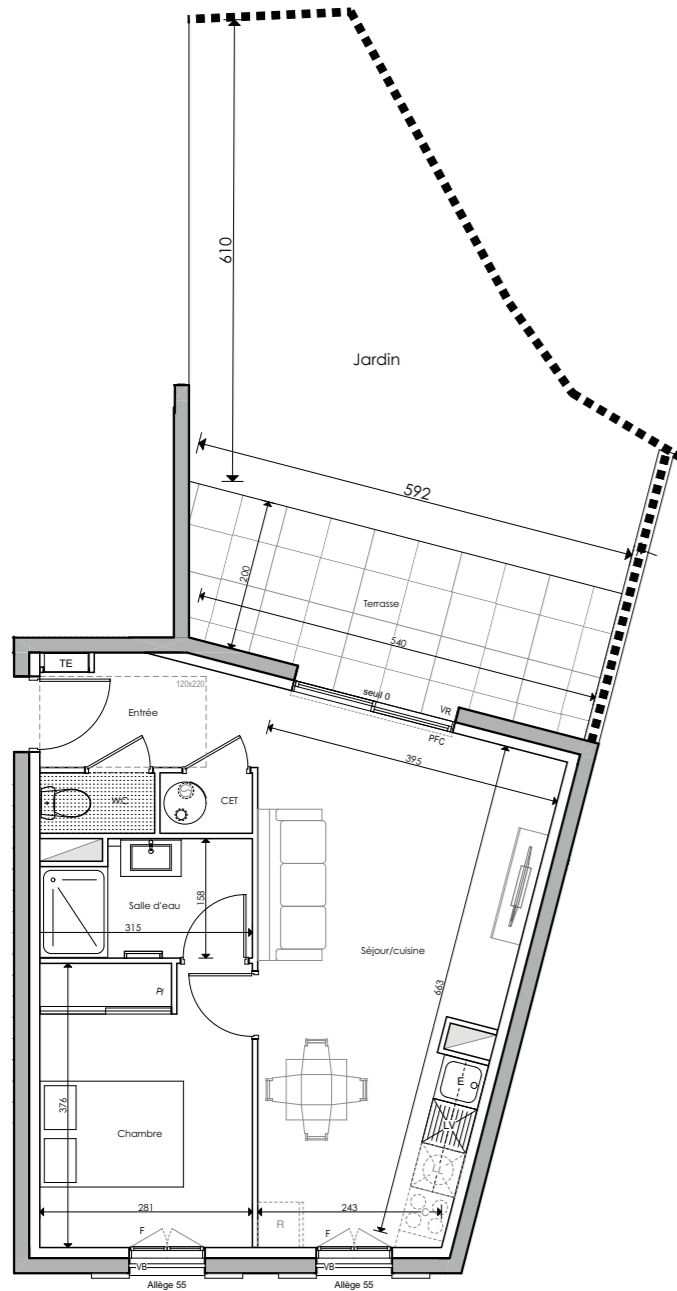 610
Jardin
592
200
Terrasse
540
TE
120x220
seuil 0
VR
Entrée
PFC
395
WC
CET
Salle d'eau
158
315
Séjour/cuisine
663
Pl
376
E
LV
Chambre
LL
C
281
243
F
R
F
VB
VB
Allège 55
Allège 55